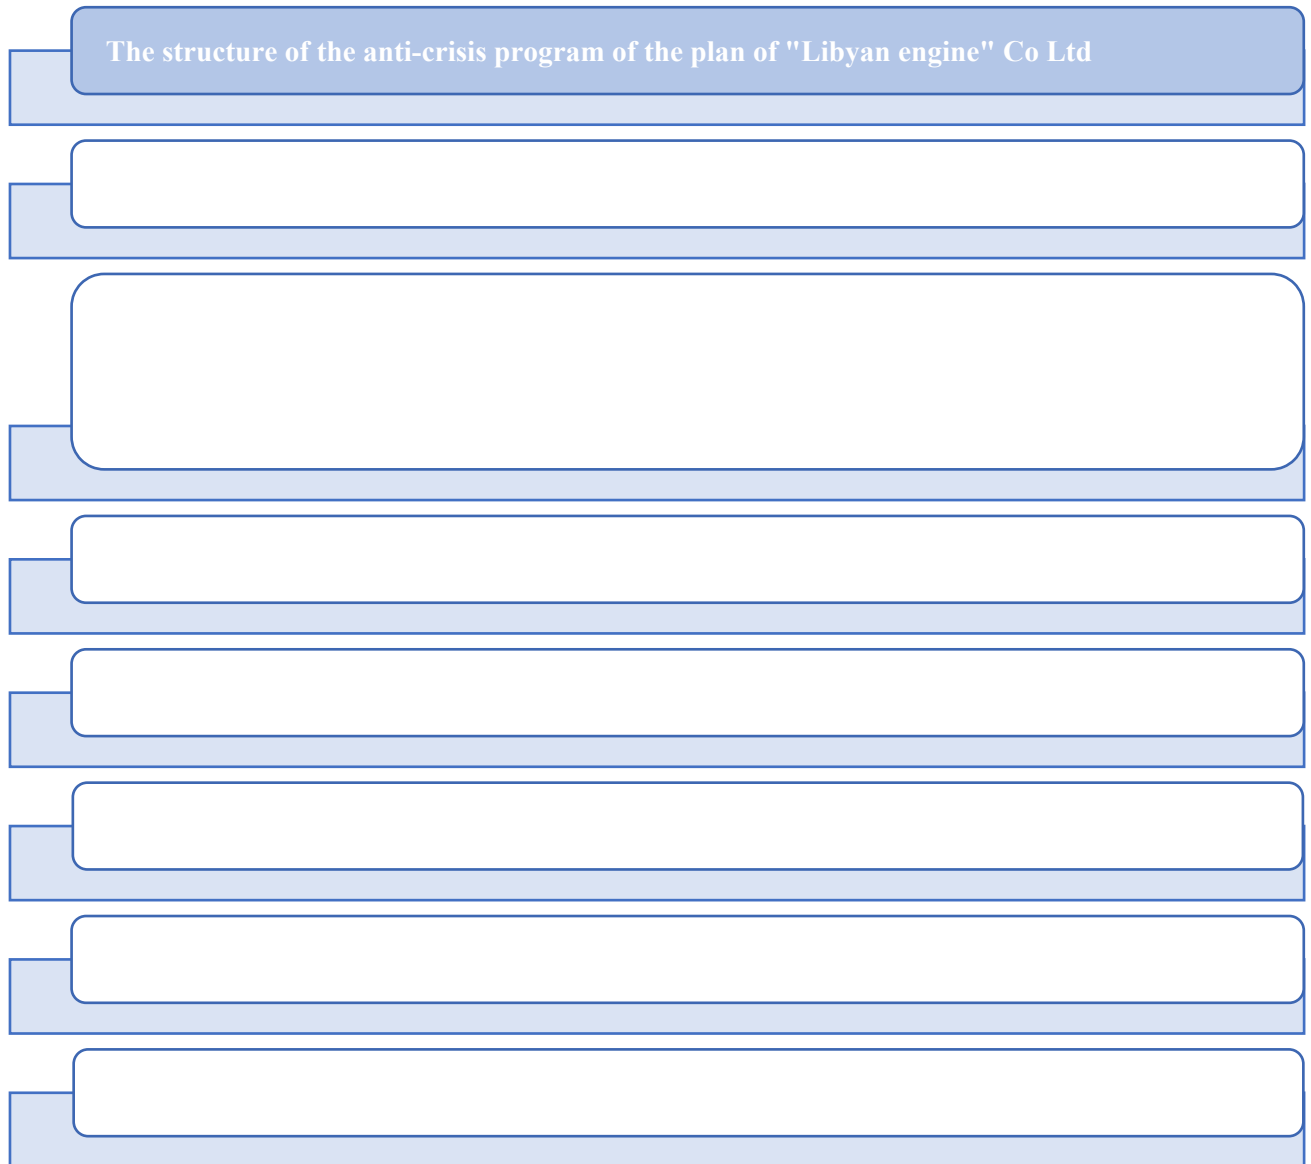 The structure of the anti-crisis program of the plan of "Libyan engine" Co Ltd